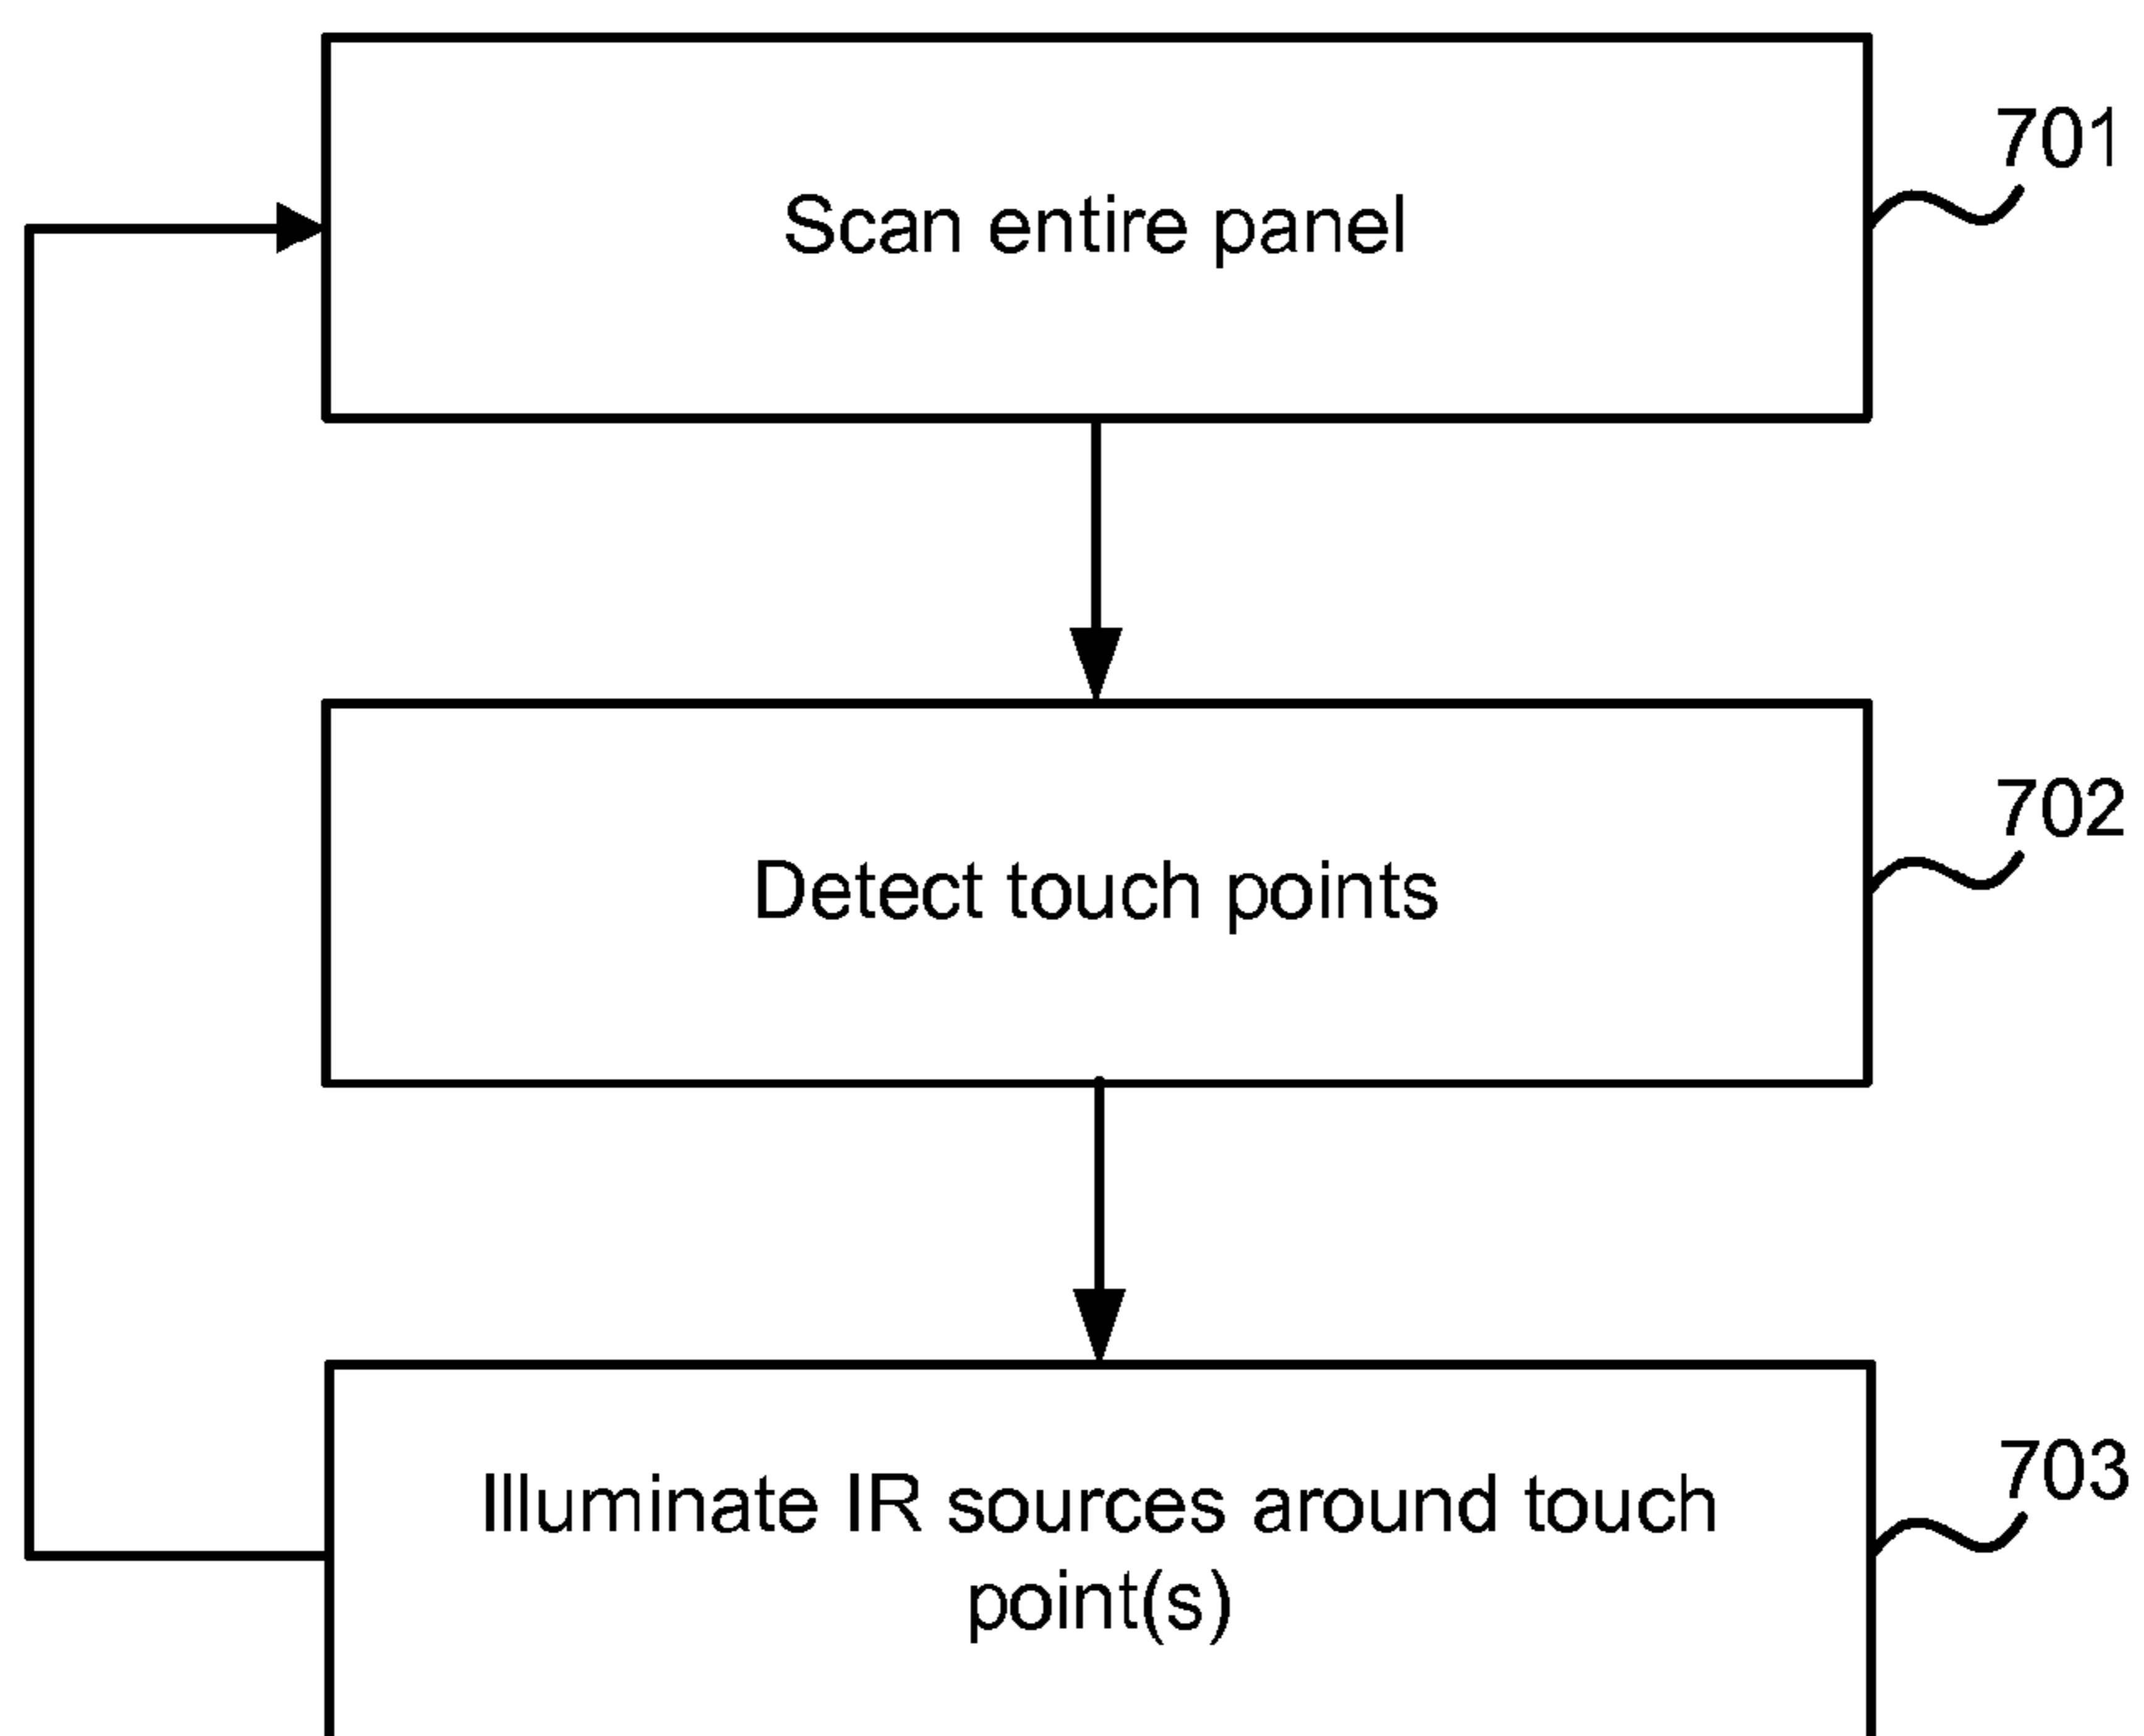 Scan entire panel
701
Detect touch points
702
Illuminate IR sources around touch
point(s)
703